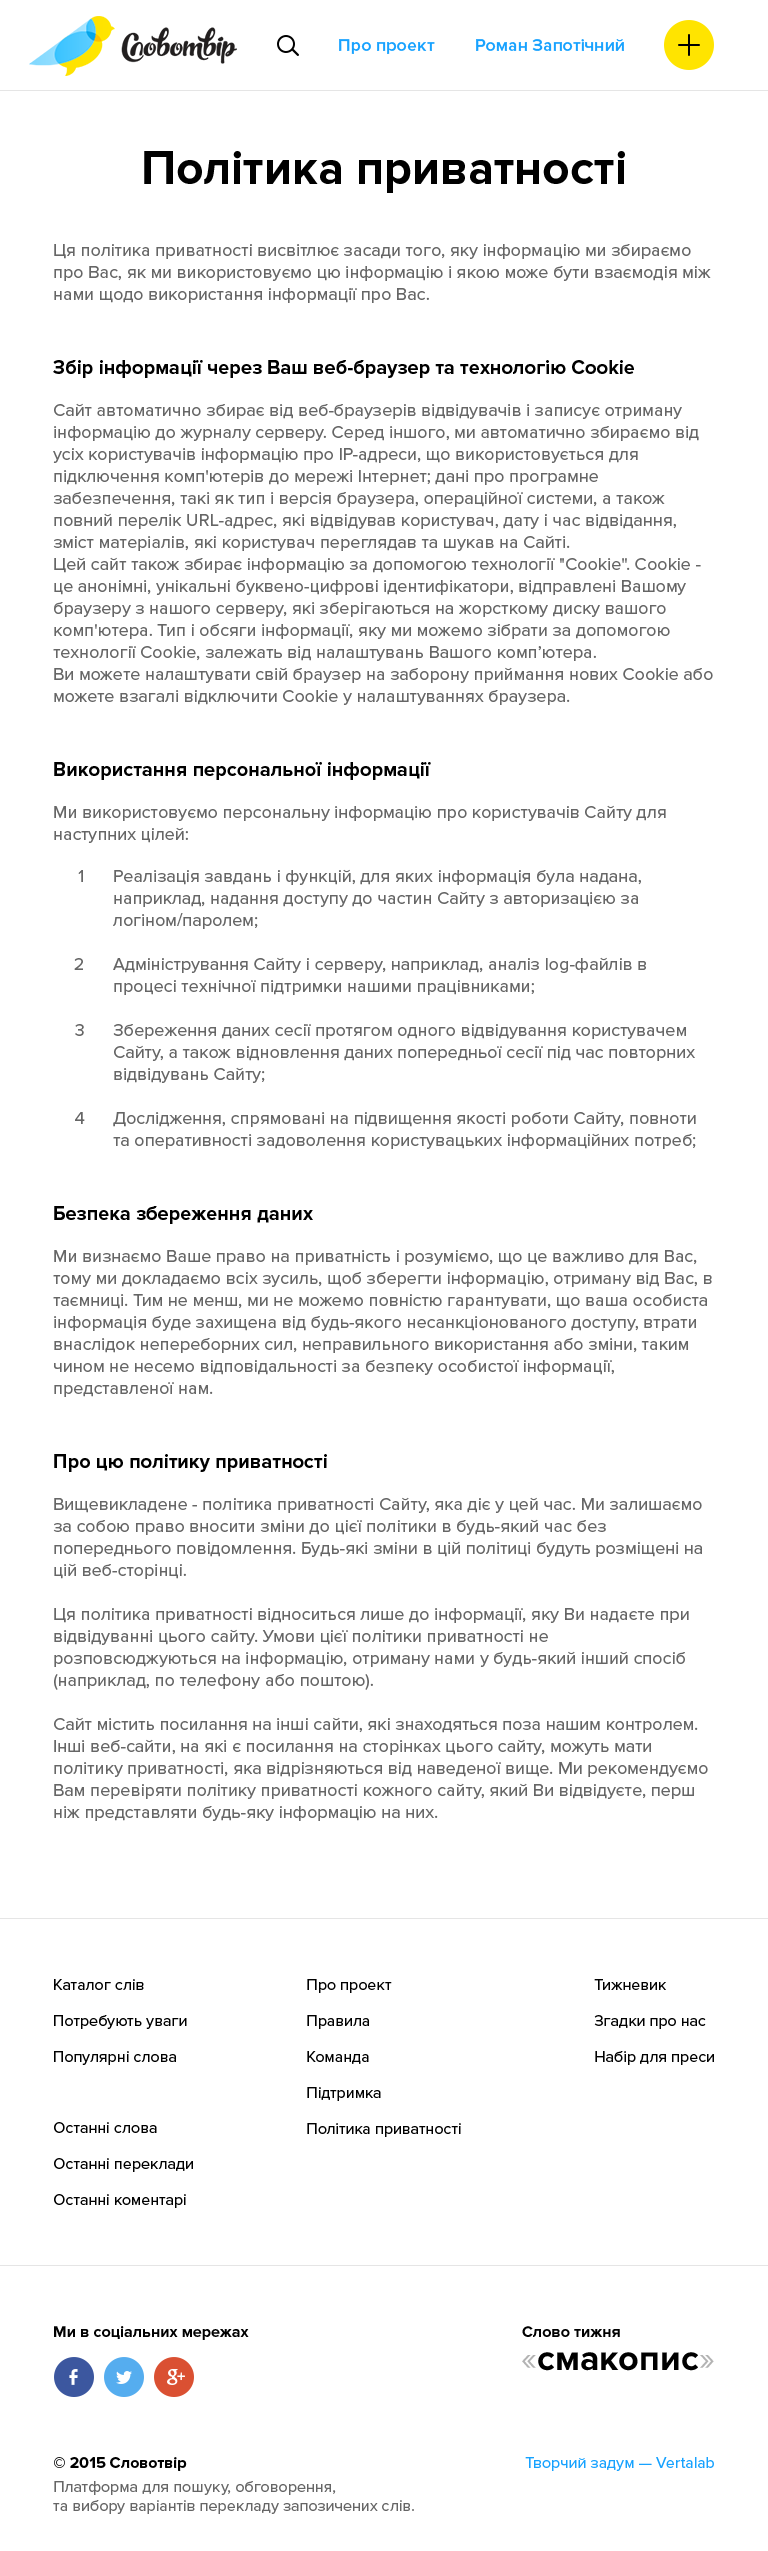 Словотвір
Про проект
Роман Запотічний
Політика приватності
Ця політика приватності висвітлює засади того, яку інформацію ми збираємо
про Вас, як ми використовуємо цю інформацію і якою може бути взаємодія між
нами щодо використання інформації про Вас.
Збір інформації через Ваш веб-браузер та технологію Cookie
Сайт автоматично збирає від веб-браузерів відвідувачів і записує отриману
інформацію до журналу серверу. Серед іншого, ми автоматично збираємо від
усіх користувачів інформацію про IP-адреси, що використовується для
підключення комп'ютерів до мережі Інтернет; дані про програмне
забезпечення, такі як тип і версія браузера, операційної системи, а також
повний перелік URL-адрес, які відвідував користувач, дату і час відвідання,
зміст матеріалів, які користувач переглядав та шукав на Сайті.
Цей сайт також збирає інформацію за допомогою технології "Cookie". Cookie -
це анонімні, унікальні буквено-цифрові ідентифікатори, відправлені Вашому
браузеру з нашого серверу, які зберігаються на жорсткому диску вашого
комп'ютера. Тип і обсяги інформації, яку ми можемо зібрати за допомогою
технології Cookie, залежать від налаштувань Вашого комп’ютера.
Ви можете налаштувати свій браузер на заборону приймання нових Cookie або
можете взагалі відключити Cookie у налаштуваннях браузера.
Використання персональної інформації
Ми використовуємо персональну інформацію про користувачів Сайту для
наступних цілей:
1 Реалізація завдань і функцій, для яких інформація була надана,
наприклад, надання доступу до частин Сайту з авторизацією за
логіном/паролем;
2 Адміністрування Сайту і серверу, наприклад, аналіз log-файлів в
процесі технічної підтримки нашими працівниками;
3 Збереження даних сесії протягом одного відвідування користувачем
Сайту, а також відновлення даних попередньої сесії під час повторних
відвідувань Сайту;
4 Дослідження, спрямовані на підвищення якості роботи Сайту, повноти
та оперативності задоволення користувацьких інформаційних потреб;
Безпека збереження даних
Ми визнаємо Ваше право на приватність і розуміємо, що це важливо для Вас,
тому ми докладаємо всіх зусиль, щоб зберегти інформацію, отриману від Вас, в
таємниці. Тим не менш, ми не можемо повністю гарантувати, що ваша особиста
інформація буде захищена від будь-якого несанкціонованого доступу, втрати
внаслідок непереборних сил, неправильного використання або зміни, таким
чином не несемо відповідальності за безпеку особистої інформації,
представленої нам.
Про цю політику приватності
Вищевикладене - політика приватності Сайту, яка діє у цей час. Ми залишаємо
за собою право вносити зміни до цієї політики в будь-який час без
попереднього повідомлення. Будь-які зміни в цій політиці будуть розміщені на
цій веб-сторінці.
Ця політика приватності відноситься лише до інформації, яку Ви надаєте при
відвідуванні цього сайту. Умови цієї політики приватності не
розповсюджуються на інформацію, отриману нами у будь-який інший спосіб
(наприклад, по телефону або поштою).
Сайт містить посилання на інші сайти, які знаходяться поза нашим контролем.
Інші веб-сайти, на які є посилання на сторінках цього сайту, можуть мати
політику приватності, яка відрізняються від наведеної вище. Ми рекомендуємо
Вам перевіряти політику приватності кожного сайту, який Ви відвідуєте, перш
ніж представляти будь-яку інформацію на них.
Каталог слів
Потребують уваги
Популярні слова
Останні слова
Останні переклади
Останні коментарі
Про проект
Правила
Команда
Підтримка
Політика приватності
Тижневик
Згадки про нас
Набір для преси
Ми в соціальних мережах
f
g+
Слово тижня
«смакопис»
© 2015 Словотвір
Платформа для пошуку, обговорення,
та вибору варіантів перекладу запозичених слів.
Творчий задум — Vertalab